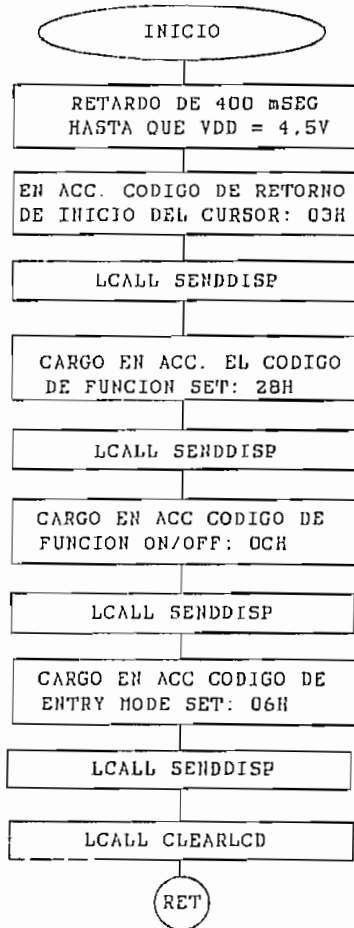 INICIO
RETARDO DE 400 mSEG
HASTA QUE VDD = 4,5V
EN ACC. CODIGO DE RETORNO
DE INICIO DEL CURSOR: 03H
LCALL SENDDISP
CARGO EN ACC. EL CODIGO
DE FUNCION SET: 28H
LCALL SENDDISP
CARGO EN ACC CODIGO DE
FUNCION ON/OFF: 0CH
LCALL SENDDISP
CARGO EN ACC CODIGO DE
ENTRY MODE SET: 06H
LCALL SENDDISP
LCALL CLEARLCD
RET